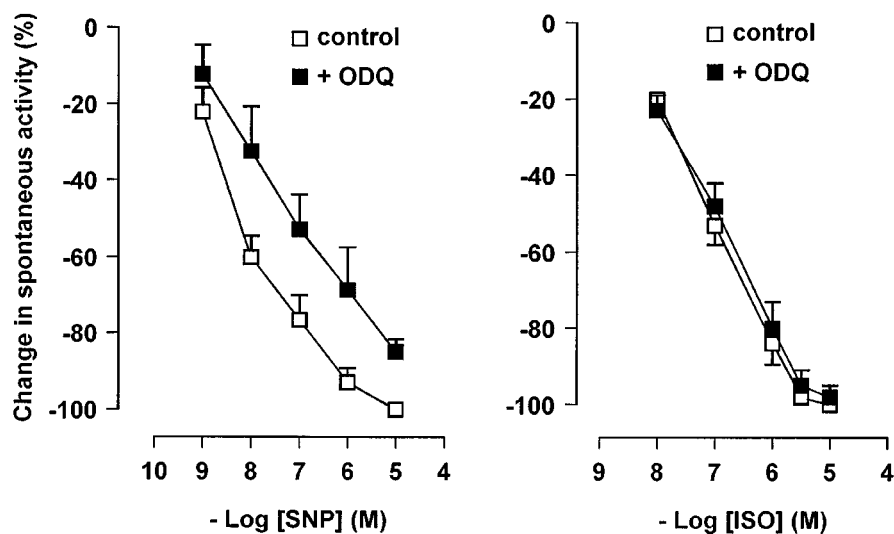 Change in spontaneous activity (%)
0
-20
-40
-60
-80
-100
control
+ ODQ
10 9 8 7 6 5 4
- Log [SNP] (M)
0
-20
-40
-60
-80
-100
control
+ ODQ
9 8 7 6 5 4
- Log [ISO] (M)